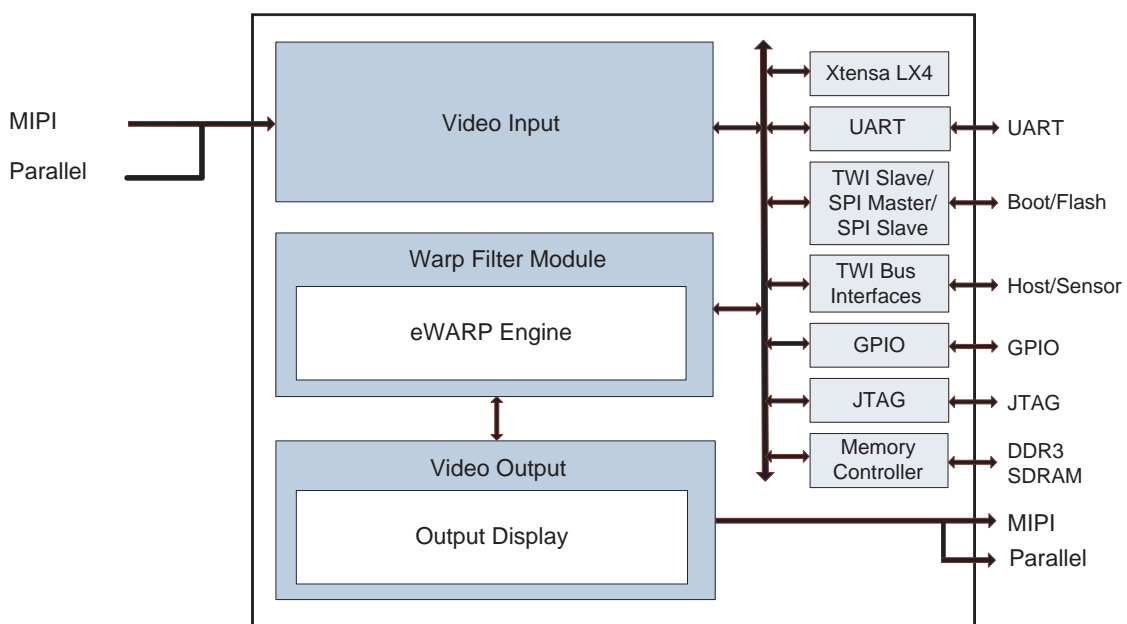 MIPI
Parallel
Video Input
Warp Filter Module
eWARP Engine
Video Output
Output Display
Xtensa LX4
UART
UART
TWI Slave/
SPI Master/
SPI Slave
Boot/Flash
TWI Bus
Interfaces
Host/Sensor
GPIO
GPIO
JTAG
JTAG
Memory
Controller
DDR3
SDRAM
MIPI
Parallel